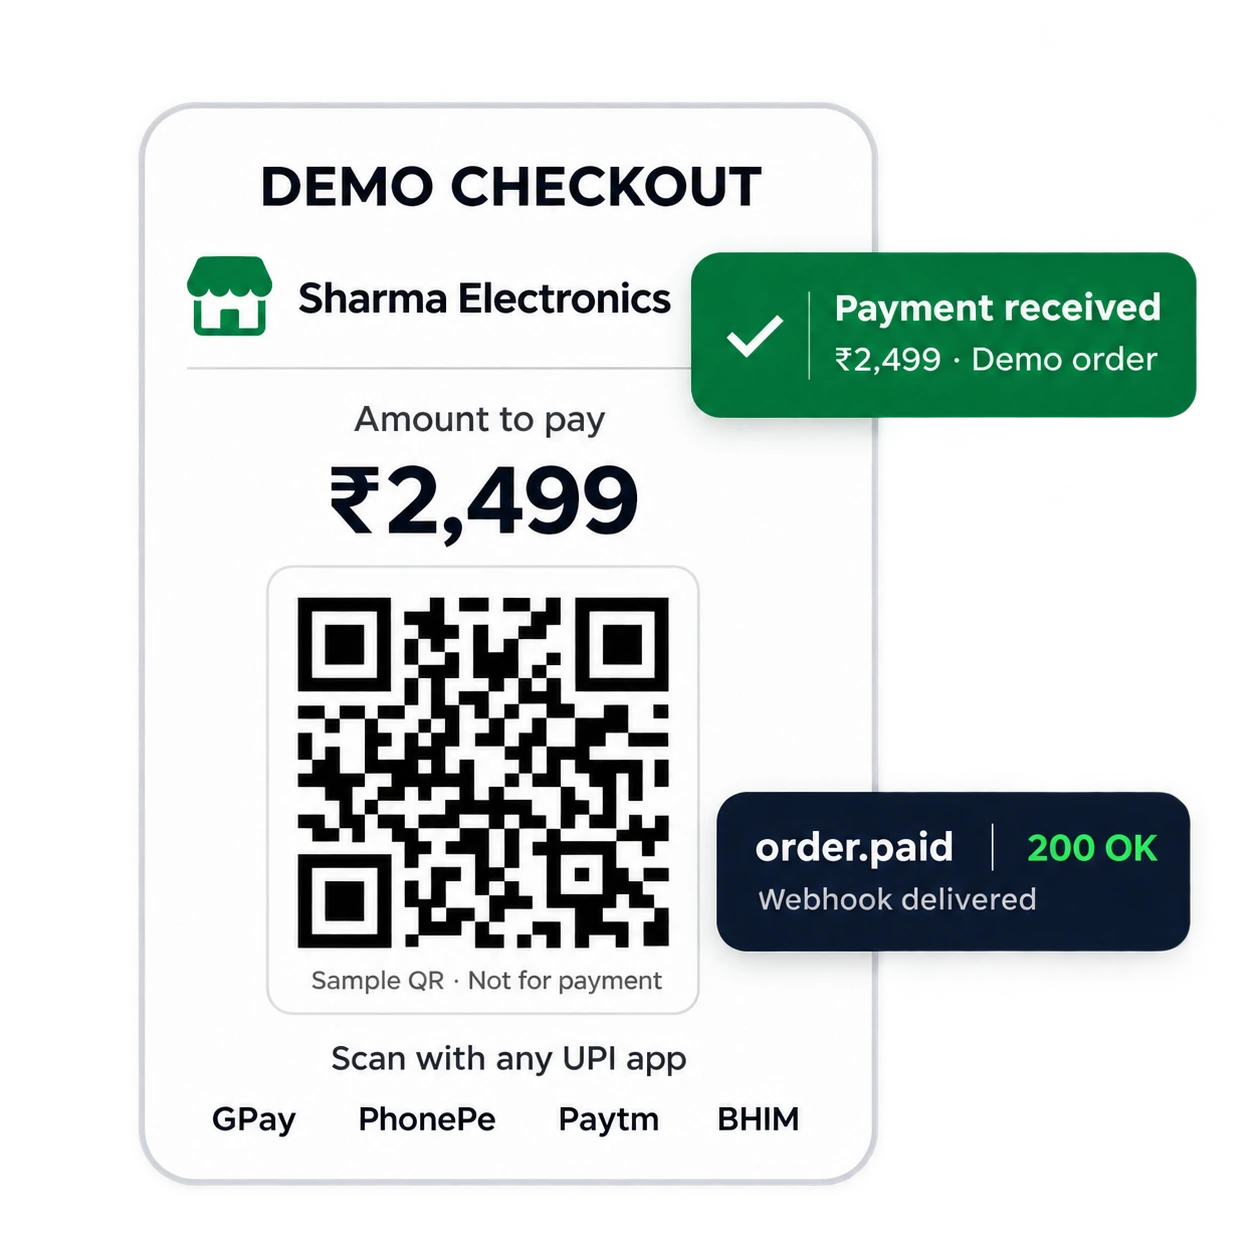 DEMO CHECKOUT
Sharma Electronics
Payment received
₹2,499 · Demo order
Amount to pay
₹2,499
order.paid | 200 OK
Webhook delivered
Sample QR · Not for payment
Scan with any UPI app
GPay PhonePe Paytm BHIM